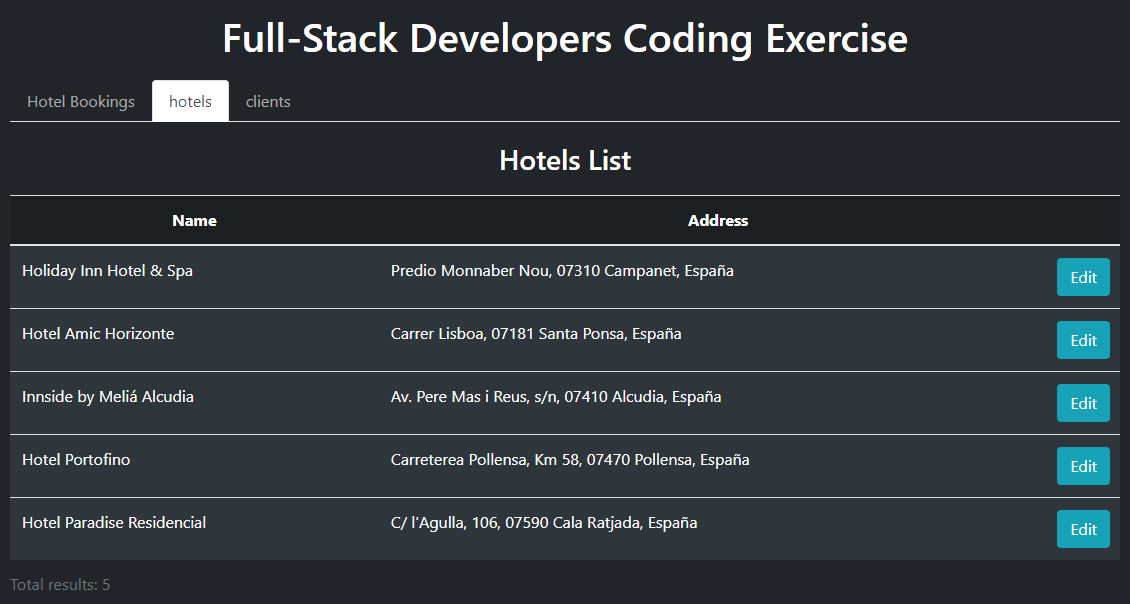 Full-Stack Developers Coding Exercise
Hotel Bookings hotels clients
Hotels List
Name Address
Holiday Inn Hotel & Spa Predio Monnaber Nou, 07310 Campanet, España Edit
Hotel Amic Horizonte Carrer Lisboa, 07181 Santa Ponsa, España Edit
Innside by Meliá Alcudia Av. Pere Mas i Reus, s/n, 07410 Alcudia, España Edit
Hotel Portofino Carreterea Pollensa, Km 58, 07470 Pollensa, España Edit
Hotel Paradise Residencial C/ l'Agulla, 106, 07590 Cala Ratjada, España Edit
Total results: 5